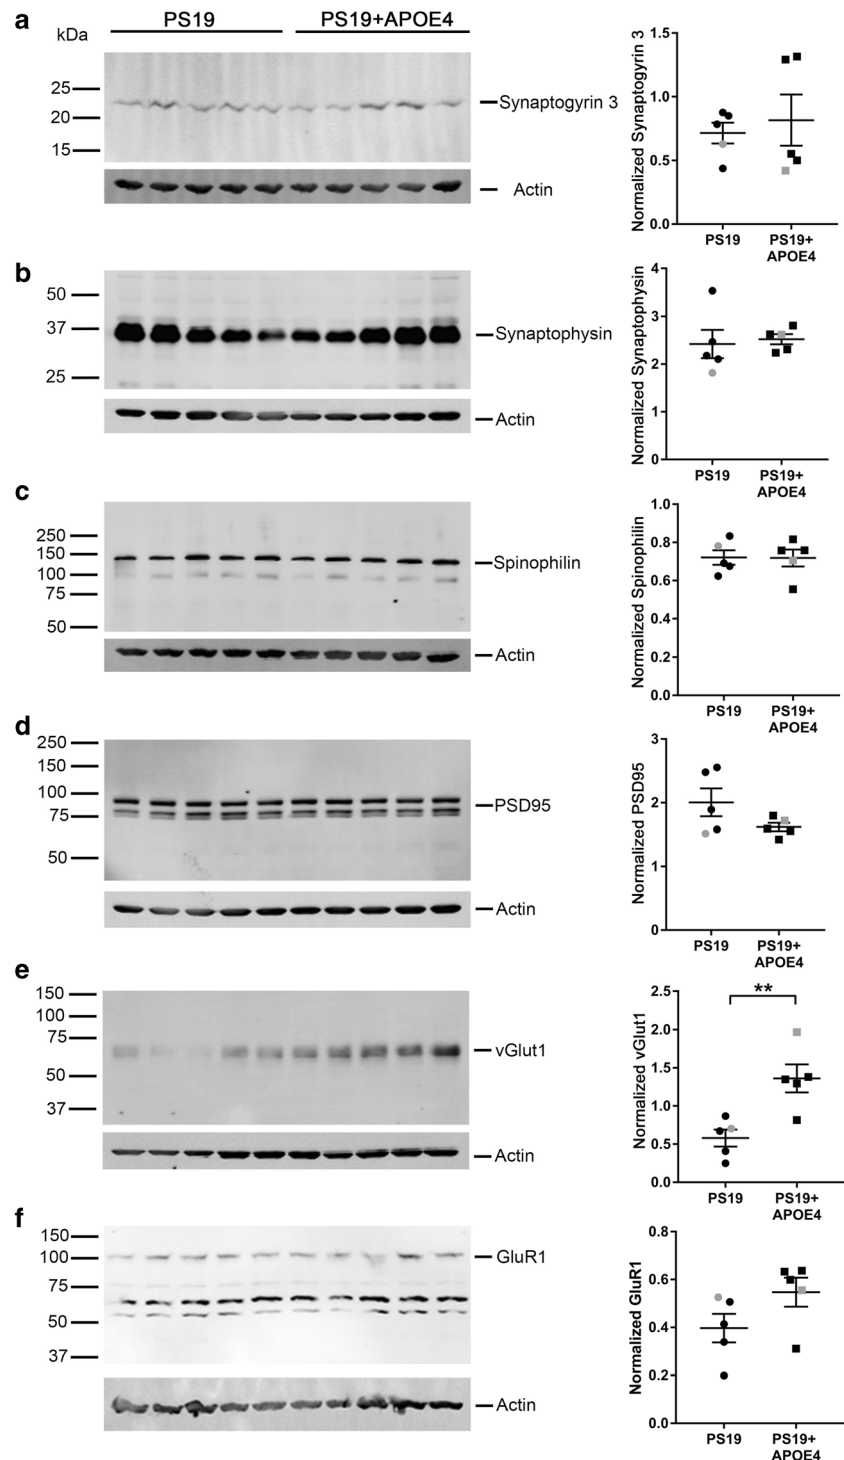 a PS19 PS19+APOE4
kDa
25
20
15
Synaptogyrin 3
Actin
Normalized Synaptogyrin 3
1.5
1.0
0.5
0.0
PS19 PS19+
APOE4
b
50
37
25
Synaptophysin
Actin
Normalized Synaptophysin
4
3
2
1
0
PS19 PS19+
APOE4
c
250
150
100
75
50
Spinophilin
Actin
Normalized Spinophilin
1.0
0.8
0.6
0.4
0.2
0.0
PS19 PS19+
APOE4
d
250
150
100
75
50
PSD95
Actin
Normalized PSD95
3
2
1
0
PS19 PS19+
APOE4
e
150
100
75
50
37
vGlut1
Actin
Normalized vGlut1
2.5
2.0
1.5
1.0
0.5
0.0
**
PS19 PS19+
APOE4
f
150
100
75
50
37
GluR1
Actin
Normalized GluR1
0.8
0.6
0.4
0.2
0.0
PS19 PS19+
APOE4